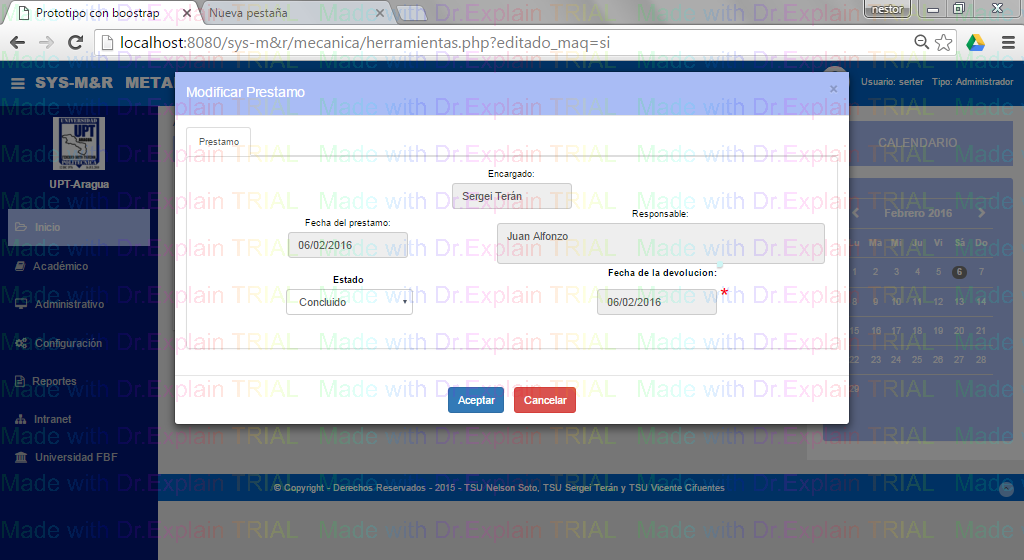 Prototipo con boostrap
Nueva pestaña
nestor
localhost:8080/sys-m&r/mecanica/herramientas.php?editado_maq=si
SYS-M&R META
Usuario: serter Tipo: Administrador
UNIVERSIDAD
UPT
ARAGUA
POLITECNICA
UPT-Aragua
Inicio
Académico
Administrativo
Configuración
Reportes
Intranet
Universidad FBF
Modificar Prestamo
×
Prestamo
Encargado:
Sergei Terán
Fecha del prestamo:
06/02/2016
Responsable:
Juan Alfonzo
Estado
Concluido
Fecha de la devolucion:
06/02/2016
*
Aceptar
Cancelar
CALENDARIO
Febrero 2016
Lu Ma Mi Ju Vi Sa Do
1 2 3 4 5 6 7
8 9 10 11 12 13 14
15 16 17 18 19 20 21
22 23 24 25 26 27 28
29
© Copyright - Derechos Reservados - 2015 - TSU Nelson Soto, TSU Sergei Terán y TSU Vicente Cifuentes
Made with Dr.Explain TRIAL